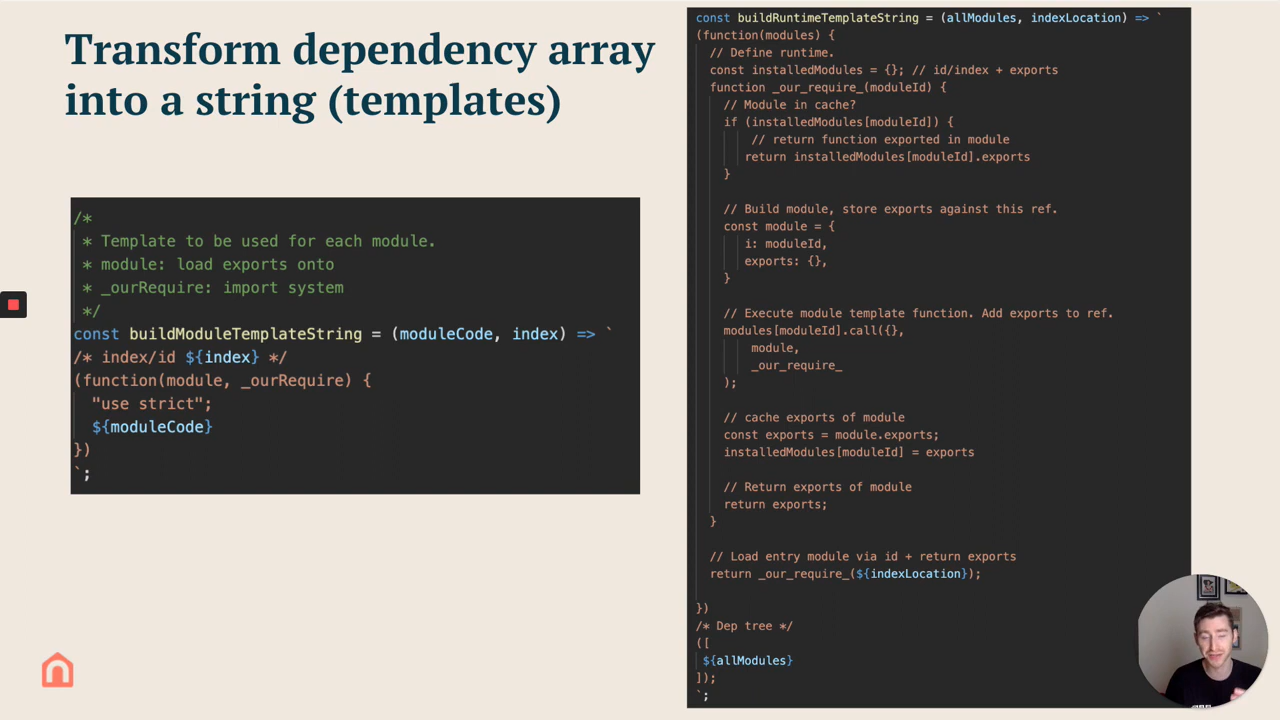 Transform dependency array
into a string (templates)
/*
 * Template to be used for each module.
 * module: load exports onto
 * _ourRequire: import system
 */
const buildModuleTemplateString = (moduleCode, index) => `
/* index/id ${index} */
(function(module, _ourRequire) {
  "use strict";
  ${moduleCode}
})
`;
const buildRuntimeTemplateString = (allModules, indexLocation) => `
(function(modules) {
  // Define runtime.
  const installedModules = {}; // id/index + exports
  function _our_require_(moduleId) {
    // Module in cache?
    if (installedModules[moduleId]) {
      // return function exported in module
      return installedModules[moduleId].exports
    }
    // Build module, store exports against this ref.
    const module = {
      i: moduleId,
      exports: {},
    }
    // Execute module template function. Add exports to ref.
    modules[moduleId].call({},
      module,
      _our_require_
    );
    // cache exports of module
    const exports = module.exports;
    installedModules[moduleId] = exports
    // Return exports of module
    return exports;
  }
  // Load entry module via id + return exports
  return _our_require_(${indexLocation});
})
/* Dep tree */
([
 ${allModules}
]);
`;